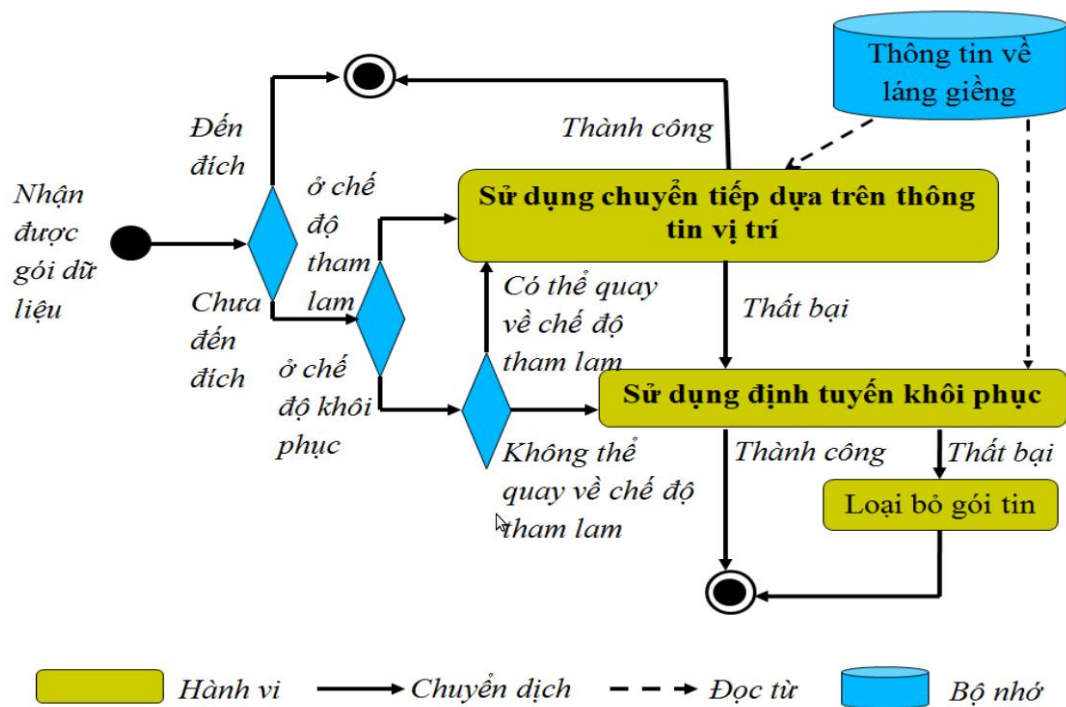 Thông tin về
láng giềng
Đến
đích
Thành công
Nhận
được
gói dữ
liệu
ở chế
độ
tham
lam
Sử dụng chuyển tiếp dựa trên thông
tin vị trí
Chưa
đến
đích
Có thể quay
về chế độ
tham lam
Thất bại
ở chế
độ khôi
phục
Sử dụng định tuyến khôi phục
Không thể
quay về chế độ
tham lam
Thành công
Thất bại
Loại bỏ gói tin
Hành vi
Chuyển dịch
Đọc từ
Bộ nhớ